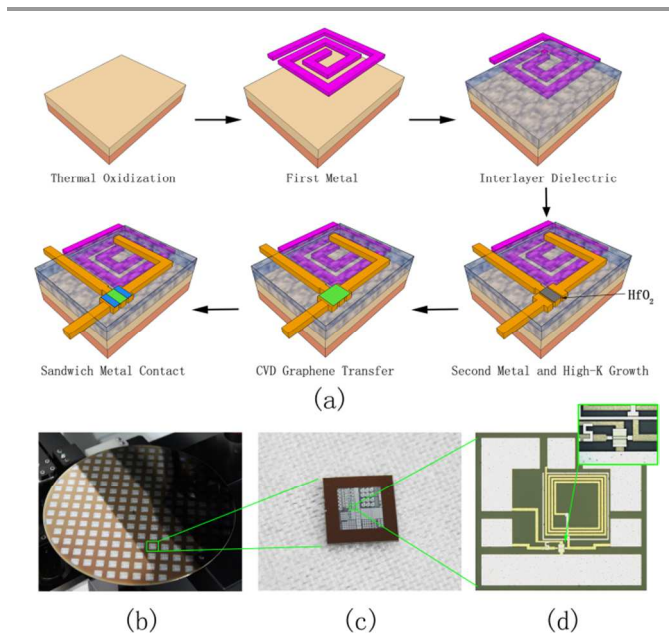 Thermal Oxidization
First Metal
Interlayer Dielectric
HfO₂
Sandwich Metal Contact
CVD Graphene Transfer
Second Metal and High-K Growth
(a)
(b)
(c)
(d)